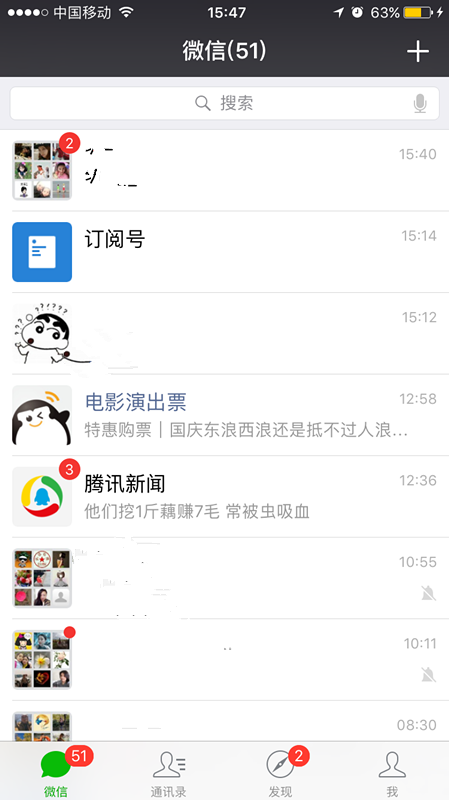 中国移动 15:47 63%
微信(51)
搜索
2
15:40
订阅号 15:14
15:12
电影演出票 12:58
特惠购票丨国庆东浪西浪还是抵不过人浪...
3
腾讯新闻 12:36
他们挖1斤藕赚7毛 常被虫吸血
10:55
10:11
08:30
51 2
微信 通讯录 发现 我